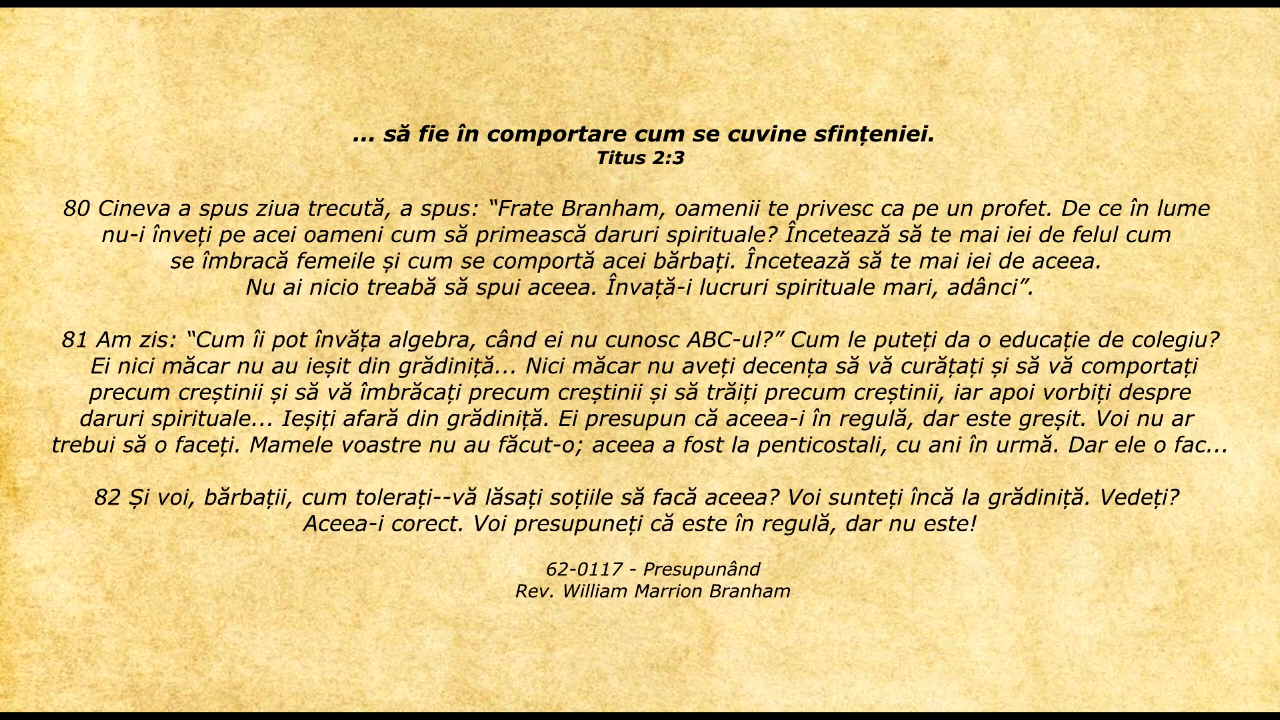 ... să fie în comportare cum se cuvine sfințeniei.
Titus 2:3
80 Cineva a spus ziua trecută, a spus: “Frate Branham, oamenii te privesc ca pe un profet. De ce în lume
nu-i înveți pe acei oameni cum să primească daruri spirituale? Încetează să te mai iei de felul cum
se îmbracă femeile și cum se comportă acei bărbați. Încetează să te mai iei de aceea.
Nu ai nicio treabă să spui aceea. Învață-i lucruri spirituale mari, adânci”.
81 Am zis: “Cum îi pot învăța algebra, când ei nu cunosc ABC-ul?” Cum le puteți da o educație de colegiu?
Ei nici măcar nu au ieșit din grădiniță... Nici măcar nu aveți decența să vă curățați și să vă comportați
precum creștinii și să vă îmbrăcați precum creștinii și să trăiți precum creștinii, iar apoi vorbiți despre
daruri spirituale... Ieșiți afară din grădiniță. Ei presupun că aceea-i în regulă, dar este greșit. Voi nu ar
trebui să o faceți. Mamele voastre nu au făcut-o; aceea a fost la penticostali, cu ani în urmă. Dar ele o fac...
82 Și voi, bărbații, cum tolerați--vă lăsați soțiile să facă aceea? Voi sunteți încă la grădiniță. Vedeți?
Aceea-i corect. Voi presupuneți că este în regulă, dar nu este!
62-0117 - Presupunând
Rev. William Marrion Branham